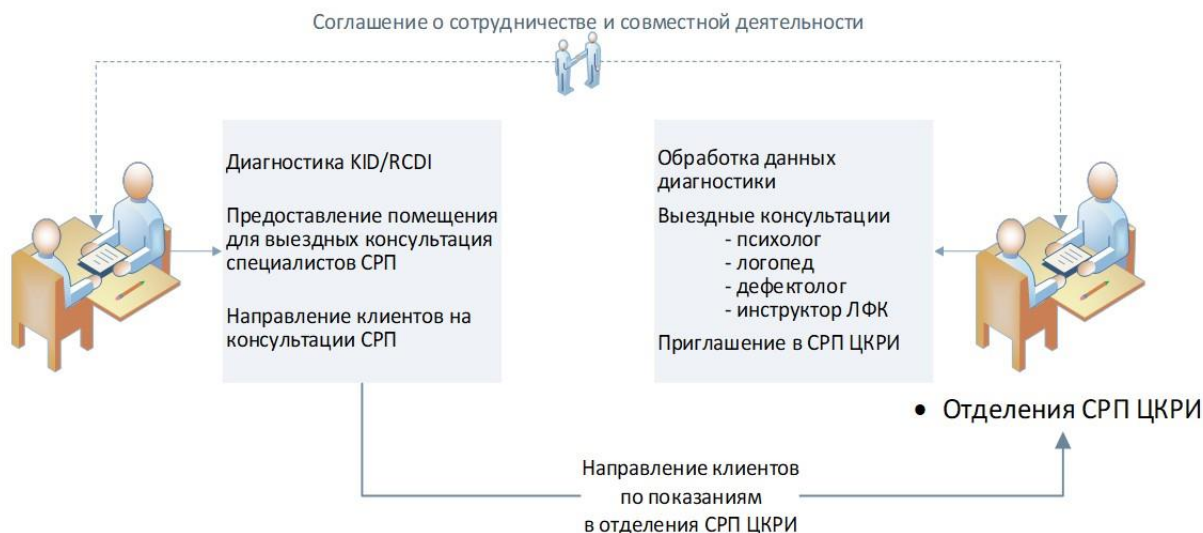 Соглашение о сотрудничестве и совместной деятельности
Диагностика KID/RCDI
Предоставление помещения
для выездных консультация
специалистов СРП
Направление клиентов на
консультации СРП
Обработка данных
диагностики
Выездные консультации
- психолог
- логопед
- дефектолог
- инструктор ЛФК
Приглашение в СРП ЦКРИ
• Отделения СРП ЦКРИ
Направление клиентов
по показаниям
в отделения СРП ЦКРИ